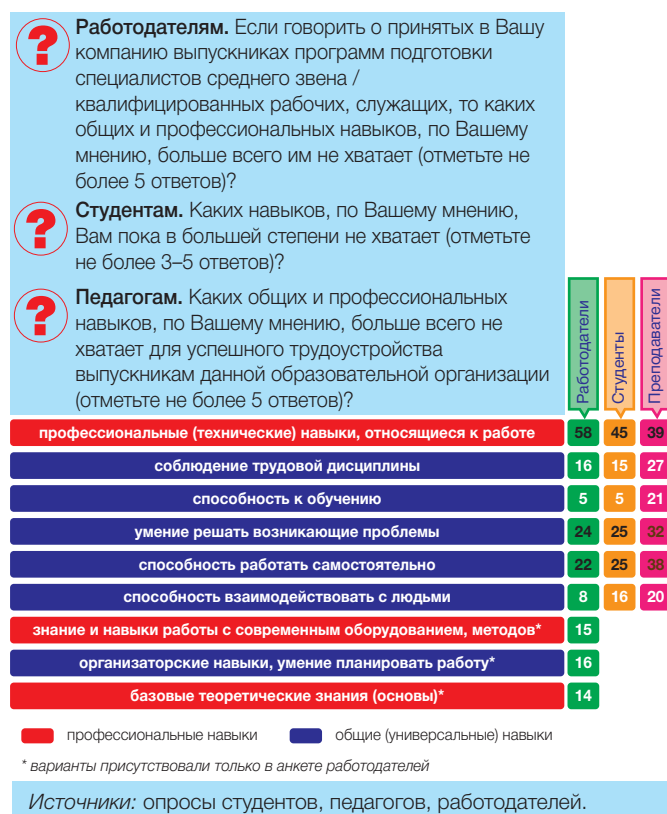 Работодателям. Если говорить о принятых в Вашу
компанию выпускниках программ подготовки
специалистов среднего звена /
квалифицированных рабочих, служащих, то каких
общих и профессиональных навыков, по Вашему
мнению, больше всего им не хватает (отметьте не
более 5 ответов)?
Студентам. Каких навыков, по Вашему мнению,
Вам пока в большей степени не хватает (отметьте
не более 3–5 ответов)?
Педагогам. Каких общих и профессиональных
навыков, по Вашему мнению, больше всего не
хватает для успешного трудоустройства
выпускникам данной образовательной организации
(отметьте не более 5 ответов)?
Работодатели
Студенты
Преподаватели
профессиональные (технические) навыки, относящиеся к работе 58 45 39
соблюдение трудовой дисциплины 16 15 27
способность к обучению 5 5 21
умение решать возникающие проблемы 24 25 32
способность работать самостоятельно 22 25 38
способность взаимодействовать с людьми 8 16 20
знание и навыки работы с современным оборудованием, методов* 15
организаторские навыки, умение планировать работу* 16
базовые теоретические знания (основы)* 14
профессиональные навыки общие (универсальные) навыки
* варианты присутствовали только в анкете работодателей
Источники: опросы студентов, педагогов, работодателей.